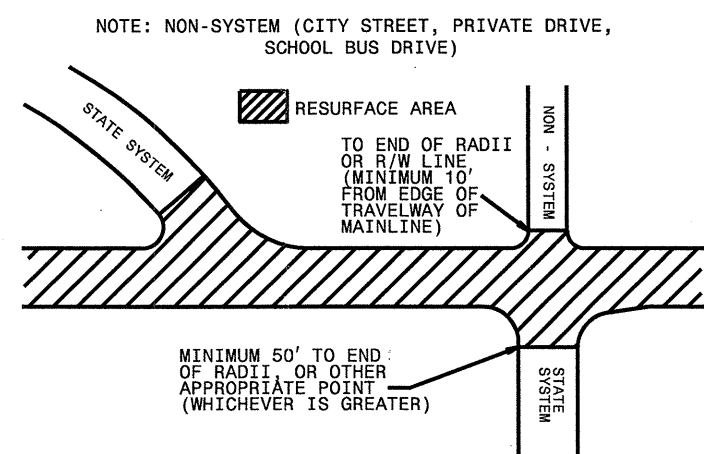 NOTE: NON-SYSTEM (CITY STREET, PRIVATE DRIVE,
SCHOOL BUS DRIVE)
STATE SYSTEM
RESURFACE AREA
TO END OF RADII
OR R/W LINE
(MINIMUM 10'
FROM EDGE OF
TRAVELWAY OF
MAINLINE)
NON - SYSTEM
MINIMUM 50' TO END
OF RADII, OR OTHER
APPROPRIATE POINT
(WHICHEVER IS GREATER)
STATE
SYSTEM